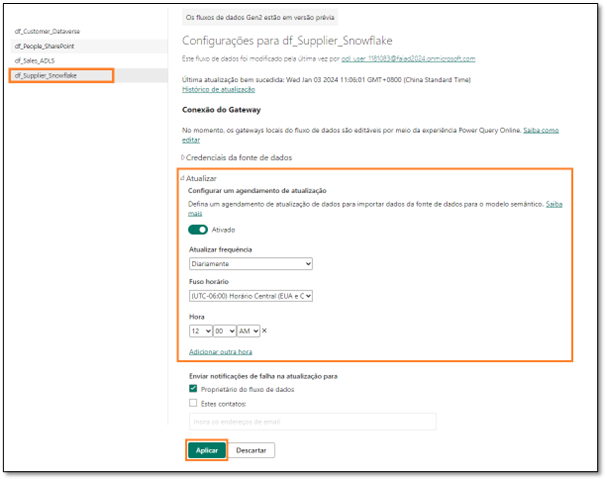 Os fluxos de dados Gen2 estão em versão prévia
df_Customer_Dataverse
df_People_SharePoint
df_Sales_ADLS
df_Supplier_Snowflake
Configurações para df_Supplier_Snowflake
Este fluxo de dados foi modificado pela útima vez por odl_user_1181083@faiad2024.onmicrosoft.com
Última atualização bem sucedida: Wed Jan 03 2024 11:06:01 GMT+0800 (China Standard Time)
Histórico de atualização
Conexão do Gateway
No momento, os gateways locais do fluxo de dados são editáveis por meio da experiência Power Query Online. Saiba como
editar
Credenciais da fonte de dados
Atualizar
Configurar um agendamento de atualização
Defina um agendamento de atualização de dados para importar dados da fonte de dados para o modelo semântico. Saiba
mais
Ativado
Atualizar frequência
Diariamente
Fuso horário
(UTC-06:00) Horário Central (EUA e C
Hora
12 00 AM ×
Adicionar outra hora
Enviar notificações de falha na atualização para
Proprietário do fluxo de dados
Estes contatos:
Insira os endereços de email
Aplicar Descartar